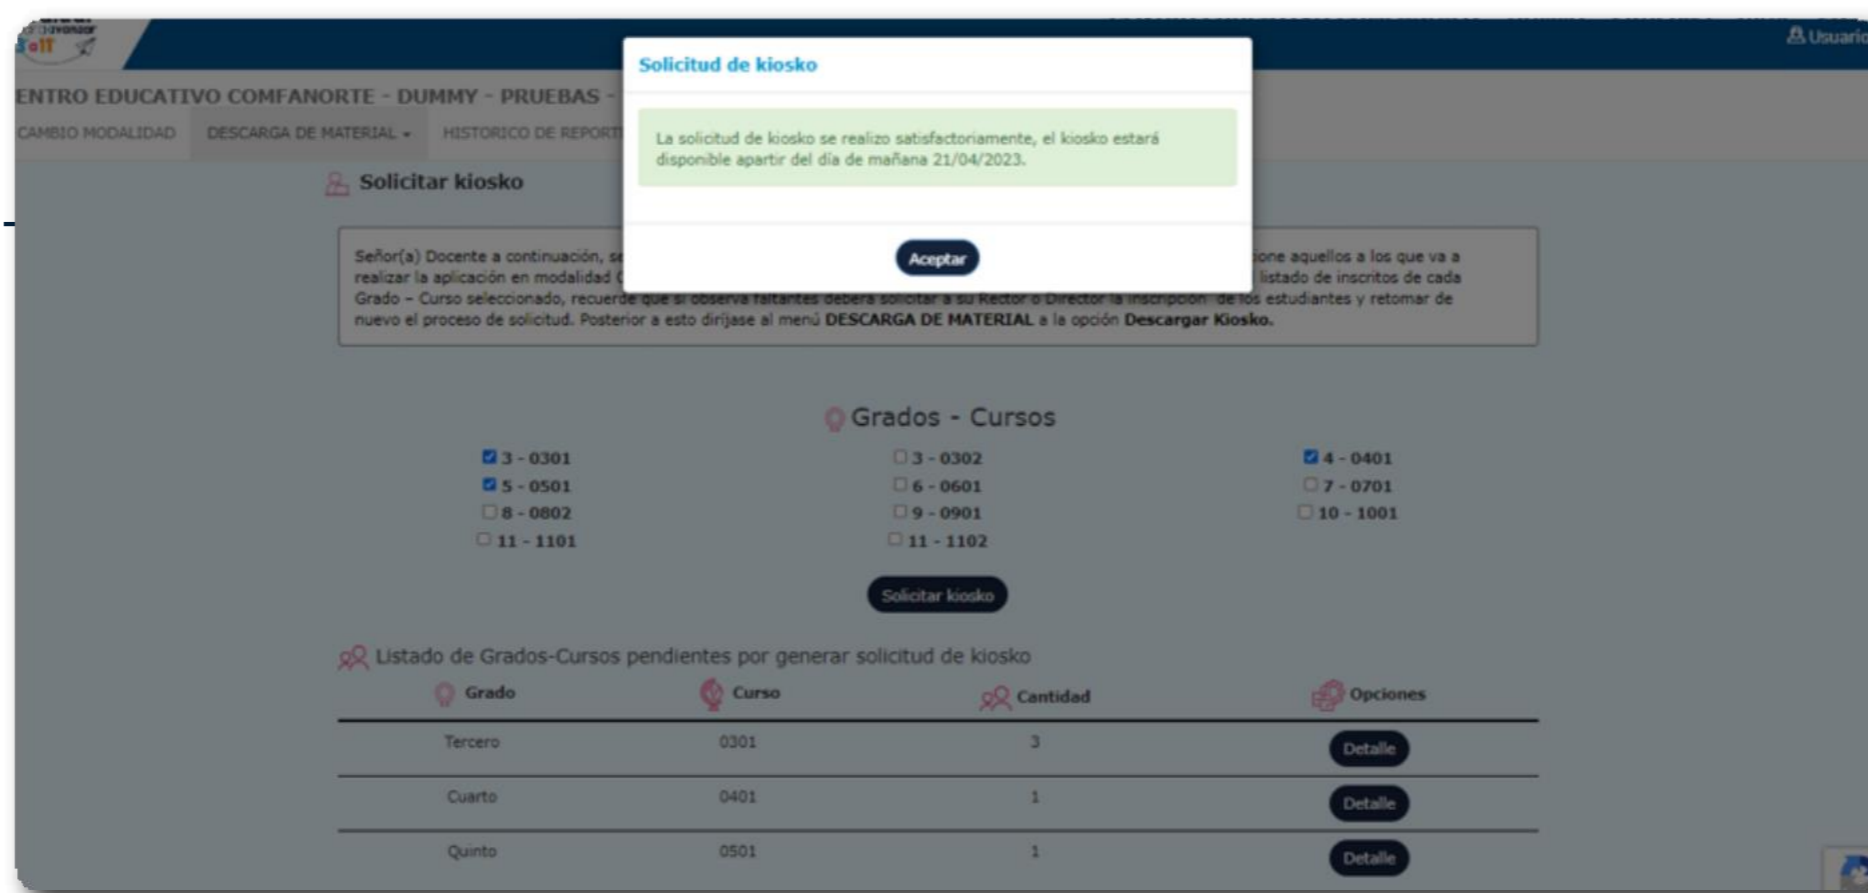 avanzar
3 a 11
Usuario
Solicitud de kiosko
ENTRO EDUCATIVO COMFANORTE - DUMMY - PRUEBAS -
CAMBIO MODALIDAD DESCARGA DE MATERIAL HISTORICO DE REPORT
La solicitud de kiosko se realizo satisfactoriamente, el kiosko estará
disponible apartir del día de mañana 21/04/2023.
Solicitar kiosko
Aceptar
Señor(a) Docente a continuación, se ione aquellos a los que va a
realizar la aplicación en modalidad listado de inscritos de cada
Grado – Curso seleccionado, recuerde que si observa faltantes deberá solicitar a su Rector o Director la inscripción de los estudiantes y retomar de
nuevo el proceso de solicitud. Posterior a esto diríjase al menú DESCARGA DE MATERIAL a la opción Descargar Kiosko.
Grados - Cursos
3 - 0301 3 - 0302 4 - 0401
5 - 0501 6 - 0601 7 - 0701
8 - 0802 9 - 0901 10 - 1001
11 - 1101 11 - 1102
Solicitar kiosko
Listado de Grados-Cursos pendientes por generar solicitud de kiosko
Grado Curso Cantidad Opciones
Tercero 0301 3 Detalle
Cuarto 0401 1 Detalle
Quinto 0501 1 Detalle